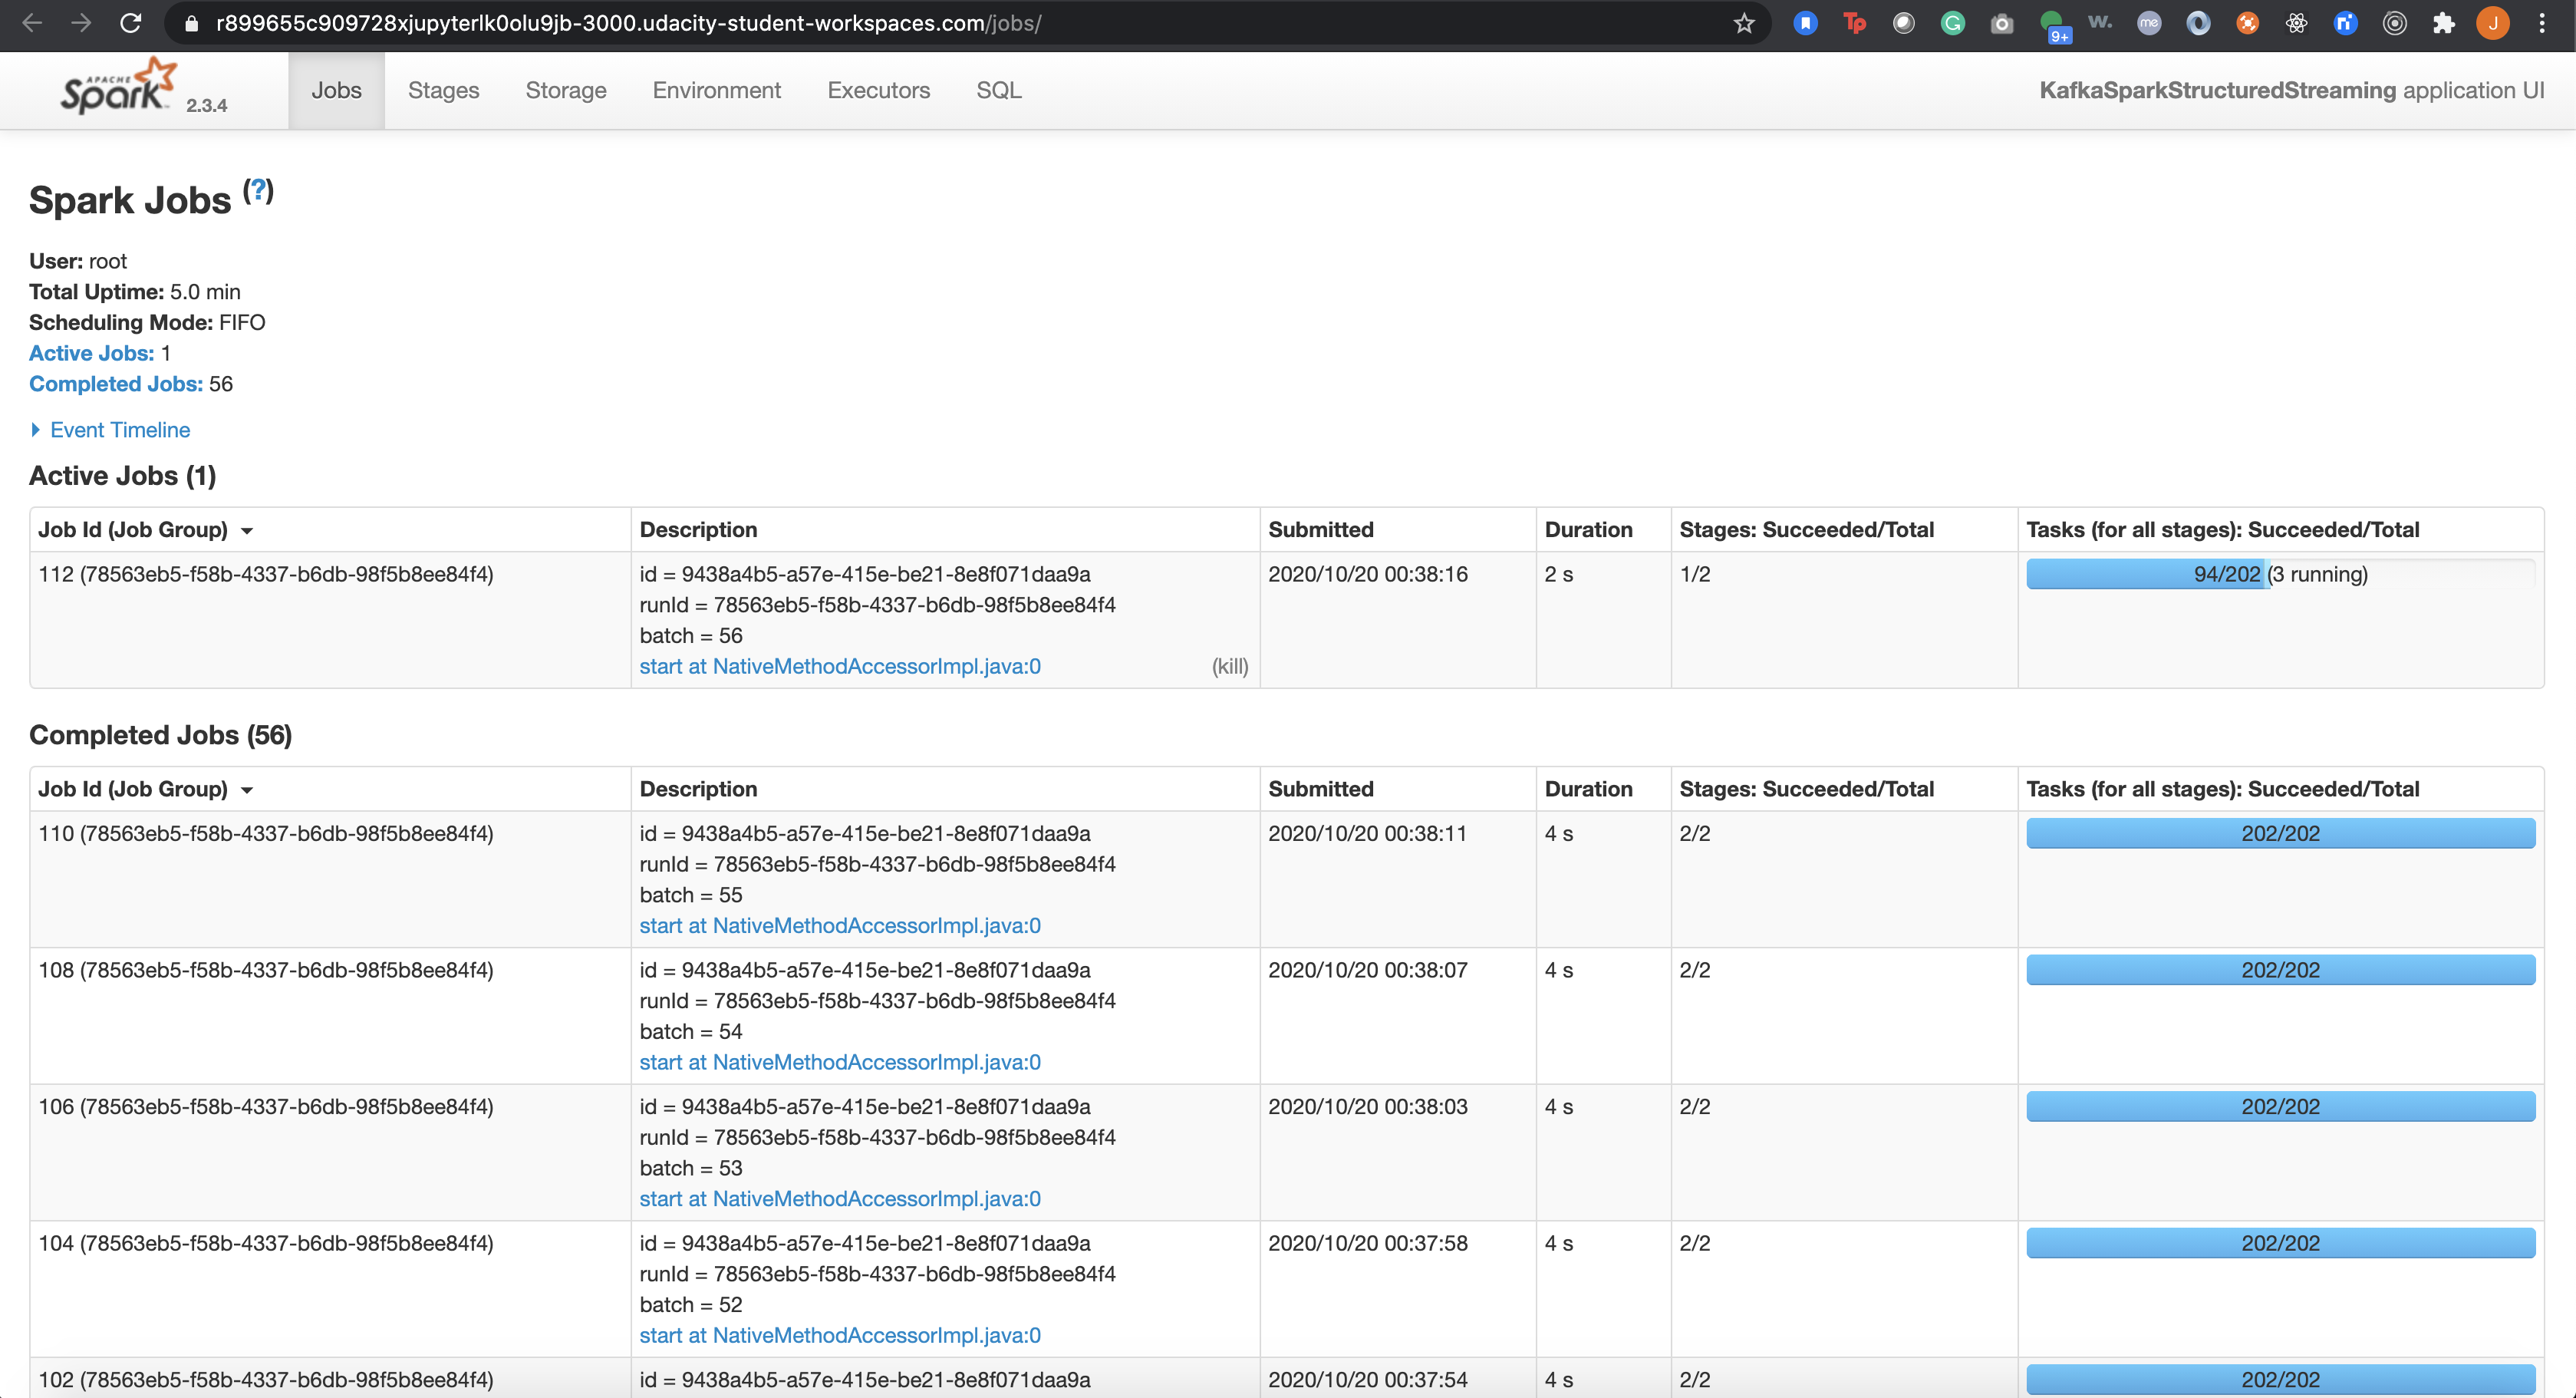 r899655c909728xjupyterlk0olu9jb-3000.udacity-student-workspaces.com/jobs/
Tp
G
9+
w.
me
J
APACHE
Spark 2.3.4
Jobs
Stages
Storage
Environment
Executors
SQL
KafkaSparkStructuredStreaming application UI
Spark Jobs (?)
User: root
Total Uptime: 5.0 min
Scheduling Mode: FIFO
Active Jobs: 1
Completed Jobs: 56
Event Timeline
Active Jobs (1)
Job Id (Job Group) Description Submitted Duration Stages: Succeeded/Total Tasks (for all stages): Succeeded/Total
112 (78563eb5-f58b-4337-b6db-98f5b8ee84f4) id = 9438a4b5-a57e-415e-be21-8e8f071daa9a 2020/10/20 00:38:16 2 s 1/2 94/202 (3 running)
runId = 78563eb5-f58b-4337-b6db-98f5b8ee84f4
batch = 56
start at NativeMethodAccessorImpl.java:0 (kill)
Completed Jobs (56)
Job Id (Job Group) Description Submitted Duration Stages: Succeeded/Total Tasks (for all stages): Succeeded/Total
110 (78563eb5-f58b-4337-b6db-98f5b8ee84f4) id = 9438a4b5-a57e-415e-be21-8e8f071daa9a 2020/10/20 00:38:11 4 s 2/2 202/202
runId = 78563eb5-f58b-4337-b6db-98f5b8ee84f4
batch = 55
start at NativeMethodAccessorImpl.java:0
108 (78563eb5-f58b-4337-b6db-98f5b8ee84f4) id = 9438a4b5-a57e-415e-be21-8e8f071daa9a 2020/10/20 00:38:07 4 s 2/2 202/202
runId = 78563eb5-f58b-4337-b6db-98f5b8ee84f4
batch = 54
start at NativeMethodAccessorImpl.java:0
106 (78563eb5-f58b-4337-b6db-98f5b8ee84f4) id = 9438a4b5-a57e-415e-be21-8e8f071daa9a 2020/10/20 00:38:03 4 s 2/2 202/202
runId = 78563eb5-f58b-4337-b6db-98f5b8ee84f4
batch = 53
start at NativeMethodAccessorImpl.java:0
104 (78563eb5-f58b-4337-b6db-98f5b8ee84f4) id = 9438a4b5-a57e-415e-be21-8e8f071daa9a 2020/10/20 00:37:58 4 s 2/2 202/202
runId = 78563eb5-f58b-4337-b6db-98f5b8ee84f4
batch = 52
start at NativeMethodAccessorImpl.java:0
102 (78563eb5-f58b-4337-b6db-98f5b8ee84f4) id = 9438a4b5-a57e-415e-be21-8e8f071daa9a 2020/10/20 00:37:54 4 s 2/2 202/202